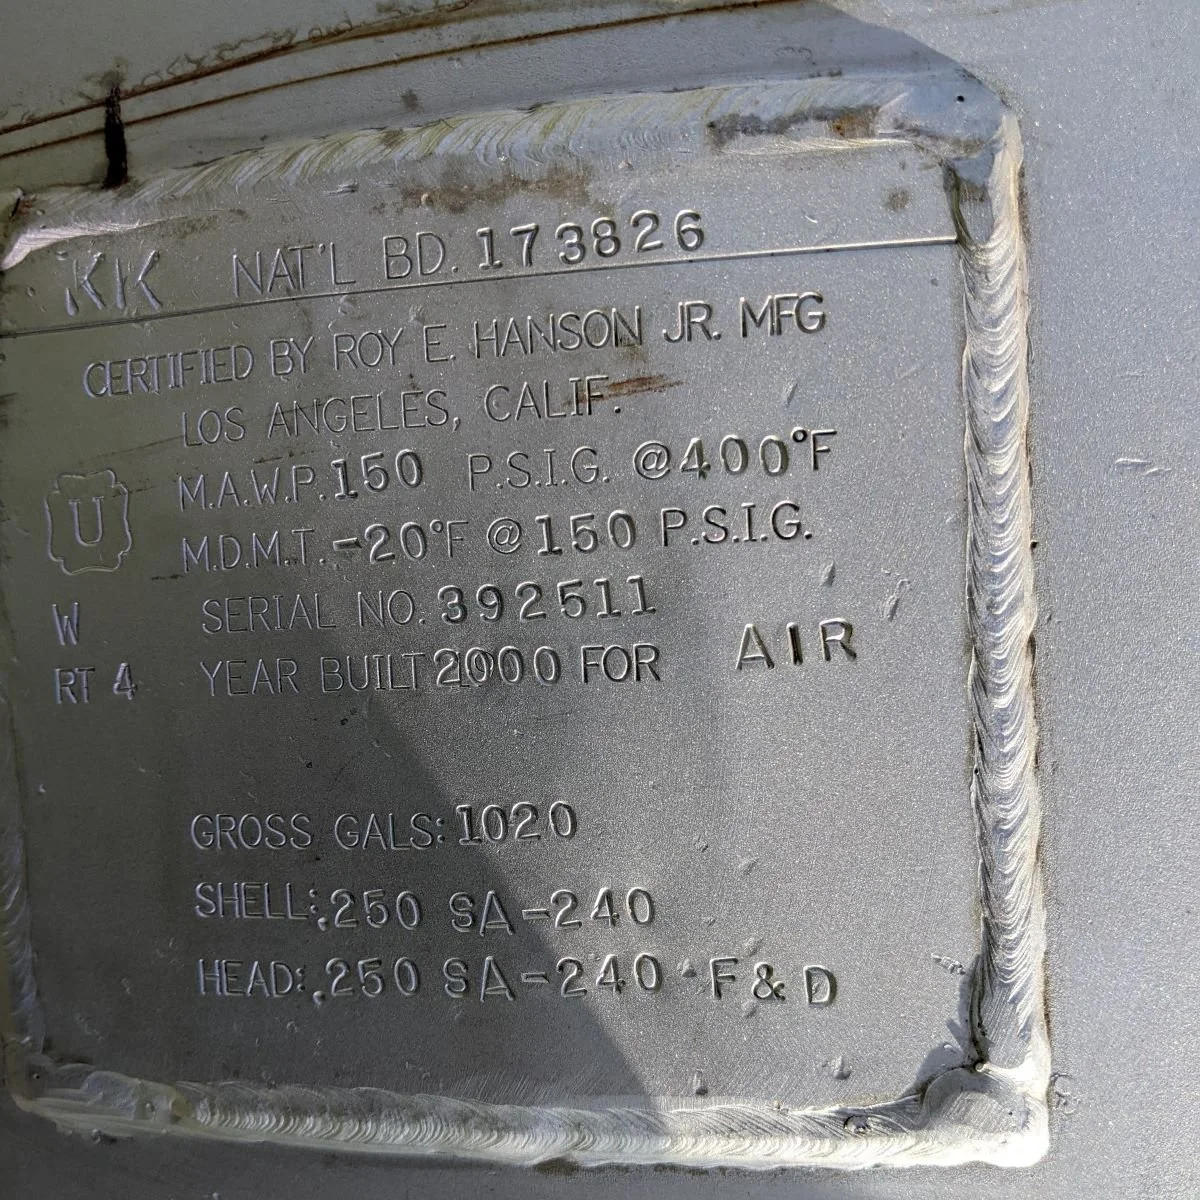 KK NAT'L BD. 173826
CERTIFIED BY ROY E. HANSON JR. MFG
LOS ANGELES, CALIF.
M.A.W.P. 150 P.S.I.G. @ 400°F
U
M.D.M.T. -20°F @ 150 P.S.I.G.
W SERIAL NO. 392511
RT 4 YEAR BUILT 2000 FOR AIR
GROSS GALS: 1020
SHELL: .250 SA-240
HEAD: .250 SA-240 F & D